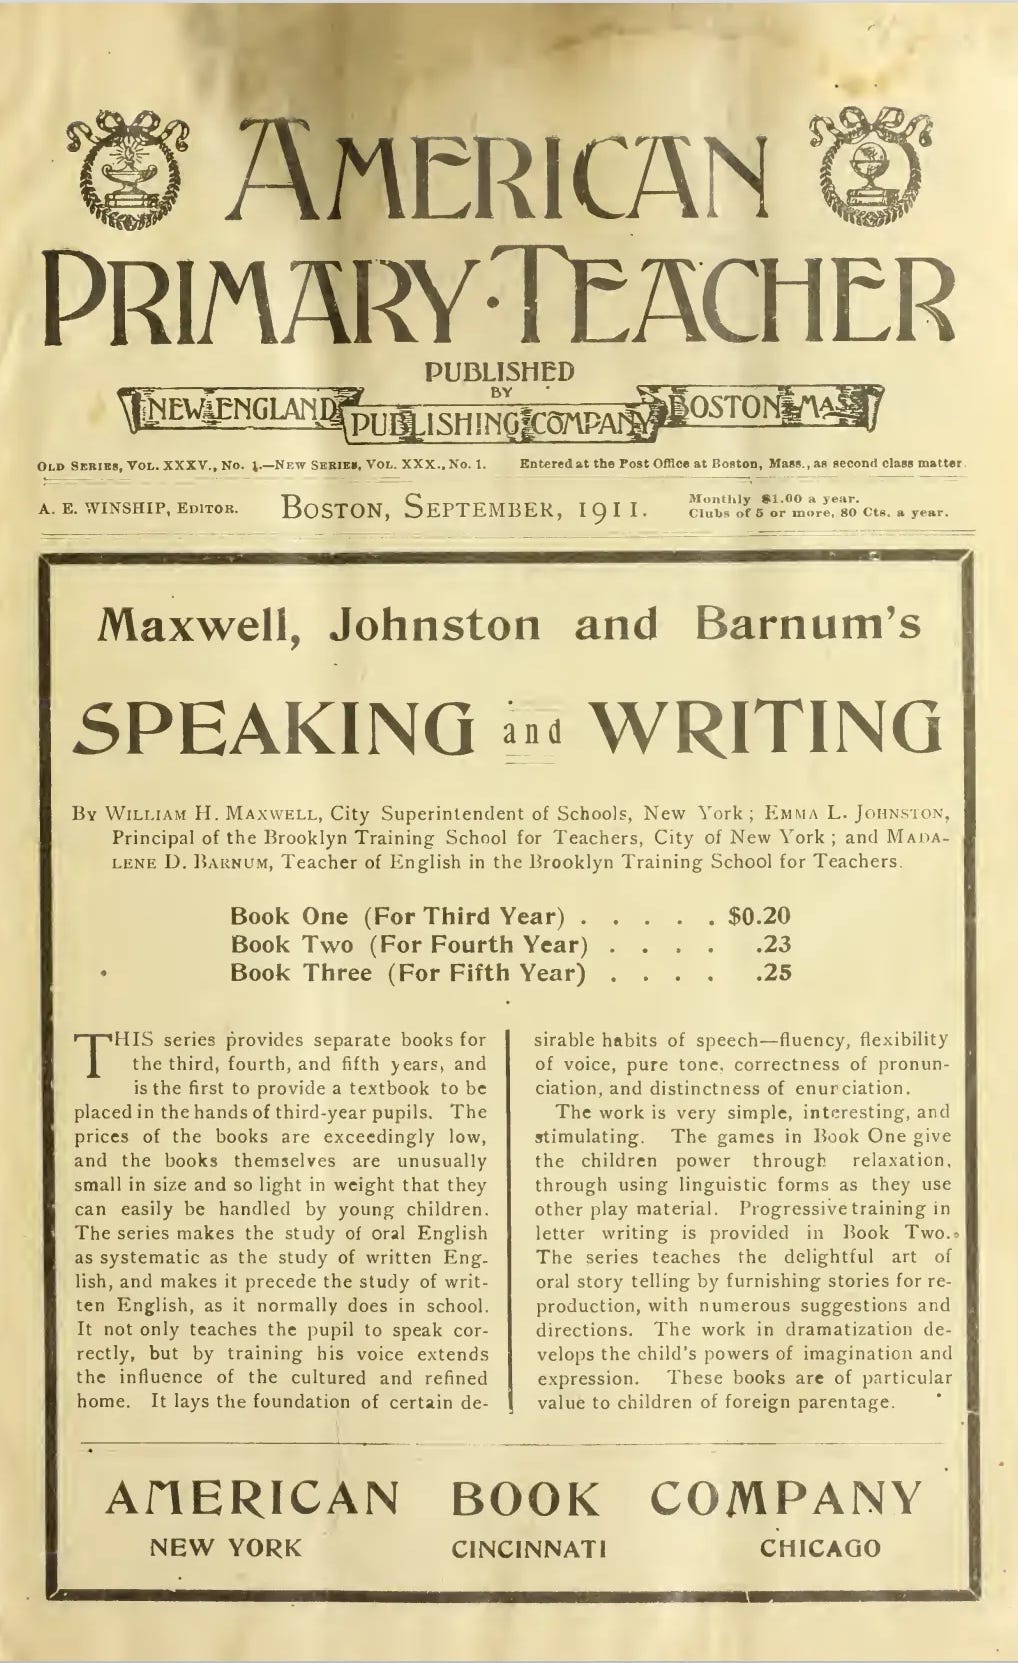 AMERICAN
PRIMARY·TEACHER
PUBLISHED
BY
NEW ENGLAND PUBLISHING COMPANY BOSTON MASS
OLD SERIES, VOL. XXXV., No. 1.—NEW SERIES, VOL. XXX., No. 1. Entered at the Post Office at Boston, Mass., as second class matter
A. E. WINSHIP, EDITOR. BOSTON, SEPTEMBER, 1911. Monthly $1.00 a year.
Clubs of 5 or more, 80 Cts. a year.
Maxwell, Johnston and Barnum's
SPEAKING and WRITING
By WILLIAM H. MAXWELL, City Superintendent of Schools, New York; EMMA L. JOHNSTON,
Principal of the Brooklyn Training School for Teachers, City of New York; and MADA-
LENE D. BARNUM, Teacher of English in the Brooklyn Training School for Teachers.
Book One (For Third Year) . . . . . $0.20
Book Two (For Fourth Year) . . . . .23
Book Three (For Fifth Year) . . . . .25
THIS series provides separate books for
the third, fourth, and fifth years, and
is the first to provide a textbook to be
placed in the hands of third-year pupils. The
prices of the books are exceedingly low,
and the books themselves are unusually
small in size and so light in weight that they
can easily be handled by young children.
The series makes the study of oral English
as systematic as the study of written Eng-
lish, and makes it precede the study of writ-
ten English, as it normally does in school.
It not only teaches the pupil to speak cor-
rectly, but by training his voice extends
the influence of the cultured and refined
home. It lays the foundation of certain de-
sirable habits of speech—fluency, flexibility
of voice, pure tone, correctness of pronun-
ciation, and distinctness of enunciation.
The work is very simple, interesting, and
stimulating. The games in Book One give
the children power through relaxation,
through using linguistic forms as they use
other play material. Progressive training in
letter writing is provided in Book Two.
The series teaches the delightful art of
oral story telling by furnishing stories for re-
production, with numerous suggestions and
directions. The work in dramatization de-
velops the child's powers of imagination and
expression. These books are of particular
value to children of foreign parentage.
AMERICAN BOOK COMPANY
NEW YORK CINCINNATI CHICAGO